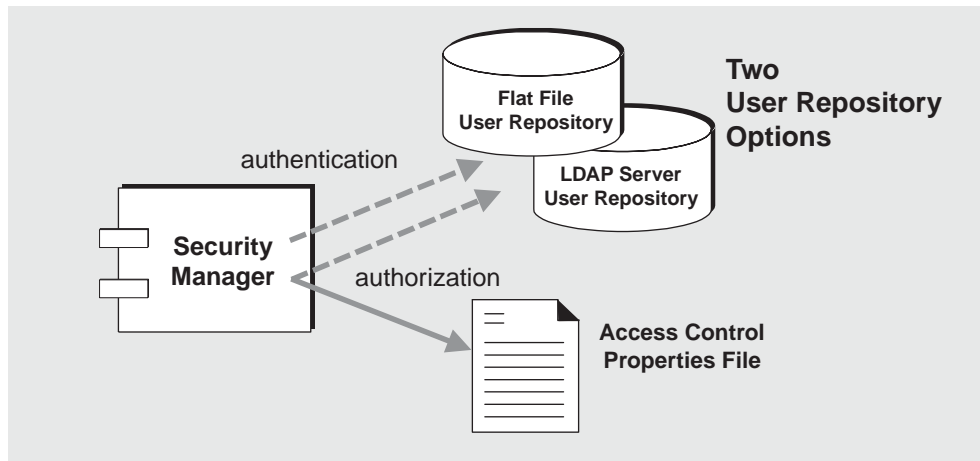 Flat File
User Repository
LDAP Server
User Repository
Two
User Repository
Options
authentication
Security
Manager
authorization
Access Control
Properties File